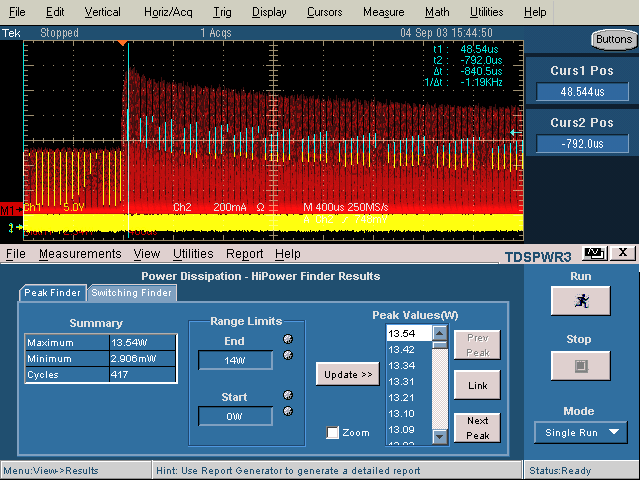 File Edit Vertical Horiz/Acq Trig Display Cursors Measure Math Utilities Help
Tek Stopped 1 Acqs 04 Sep 03 15:44:50
Buttons
t1 : 48.54us
t2 : -792.0us
Δt : -840.5us
1/Δt : -1.19KHz
Curs1 Pos
48.544us
Curs2 Pos
-792.0us
Ch1 5.0V Ch2 200mA Ω M 400us 250MS/s
M1
File Measurements View Utilities Report Help
TDSPWR3
X
Power Dissipation - HiPower Finder Results
Peak Finder Switching Finder
Summary
Maximum 13.54W
Minimum 2.906mW
Cycles 417
Range Limits
End
14W
Start
0W
Update >>
Zoom
Peak Values(W)
13.54
13.42
13.34
13.34
13.31
13.21
13.10
13.09
Prev Peak
Link
Next Peak
Run
Stop
Mode
Single Run
Menu:View->Results
Hint: Use Report Generator to generate a detailed report
Status:Ready